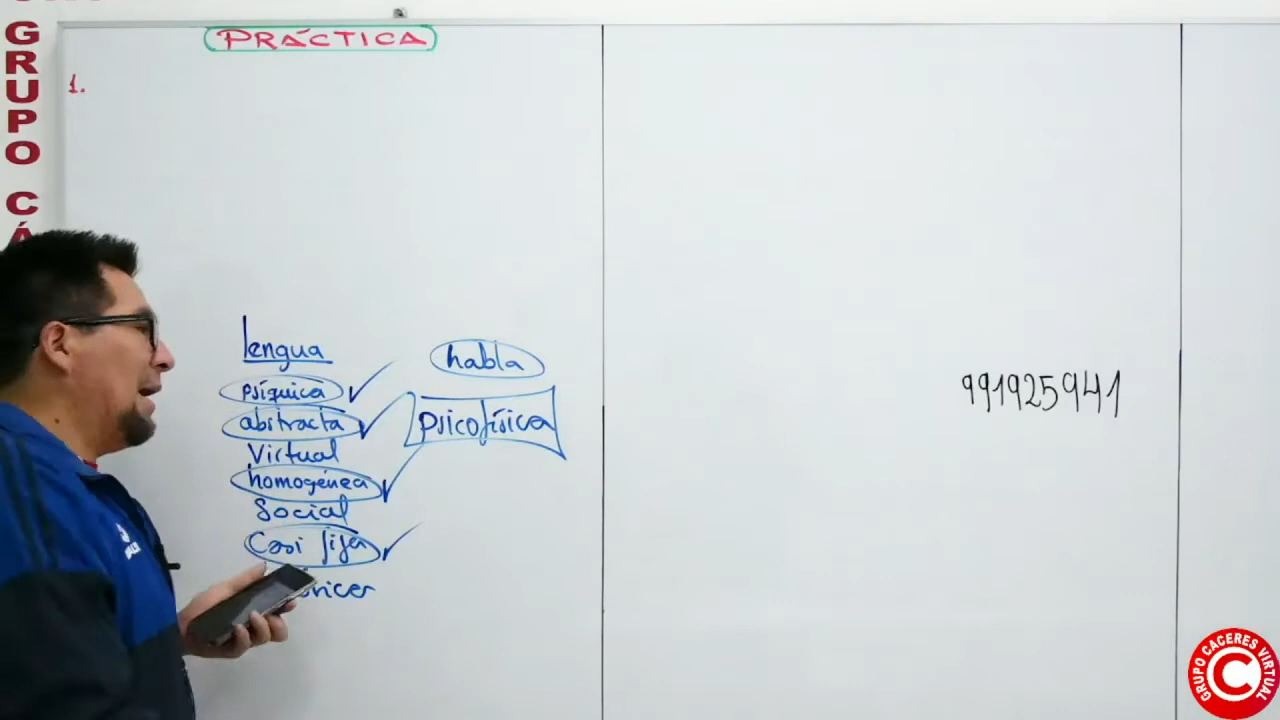 GRUPO CÁ
PRÁCTICA
1.
lengua
psíquica
abstracta
Virtual
homogénea
Social
Casi fija
habla
psicofísica
991925941
GRUPO CACERES VIRTUAL
C